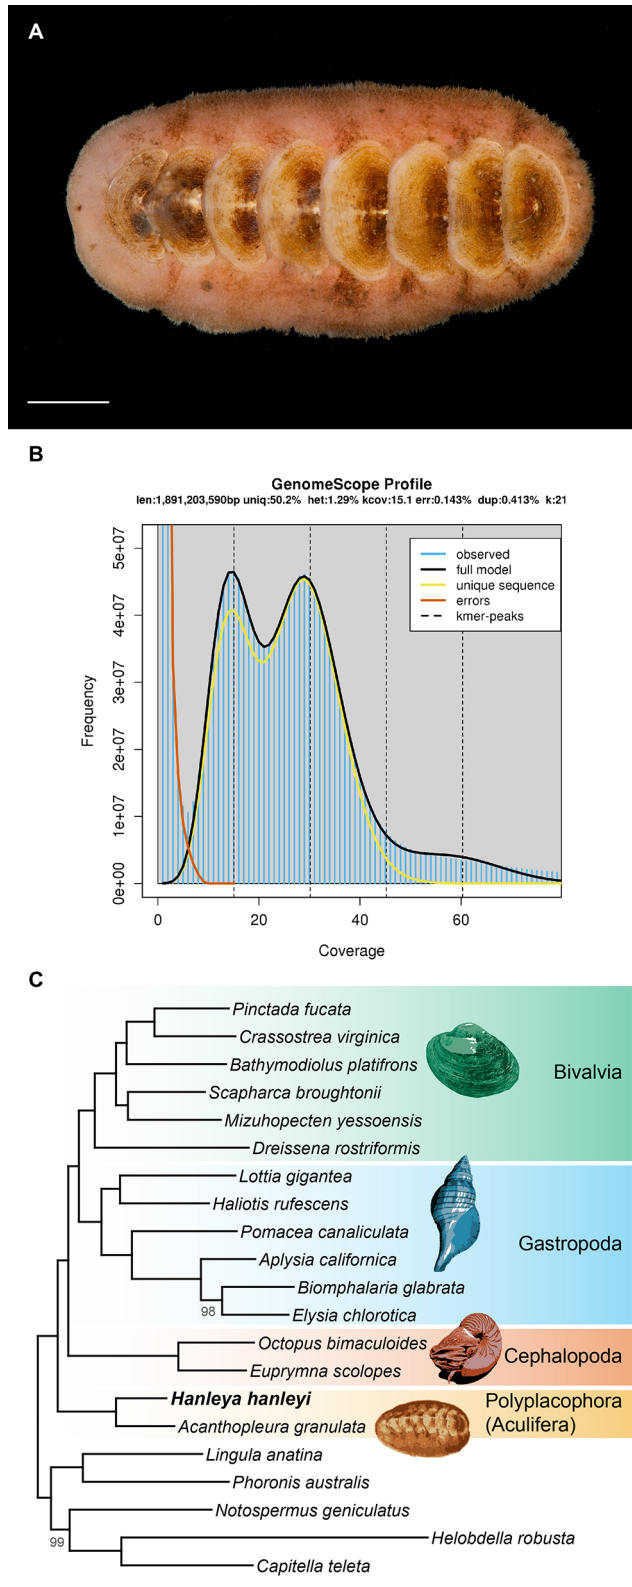 A
B
GenomeScope Profile
len:1,891,203,590bp uniq:50.2% het:1.29% kcov:15.1 err:0.143% dup:0.413% k:21
observed
full model
unique sequence
errors
kmer-peaks
Frequency
0e+00
1e+07
2e+07
3e+07
4e+07
5e+07
0
20
40
60
Coverage
C
Pinctada fucata
Crassostrea virginica
Bathymodiolus platifrons
Scapharca broughtonii
Mizuhopecten yessoensis
Dreissena rostriformis
Bivalvia
Lottia gigantea
Haliotis rufescens
Pomacea canaliculata
Aplysia californica
Biomphalaria glabrata
98
Elysia chlorotica
Gastropoda
Octopus bimaculoides
Euprymna scolopes
Cephalopoda
Hanleya hanleyi
Acanthopleura granulata
Polyplacophora
(Aculifera)
Lingula anatina
Phoronis australis
Notospermus geniculatus
99
Helobdella robusta
Capitella teleta